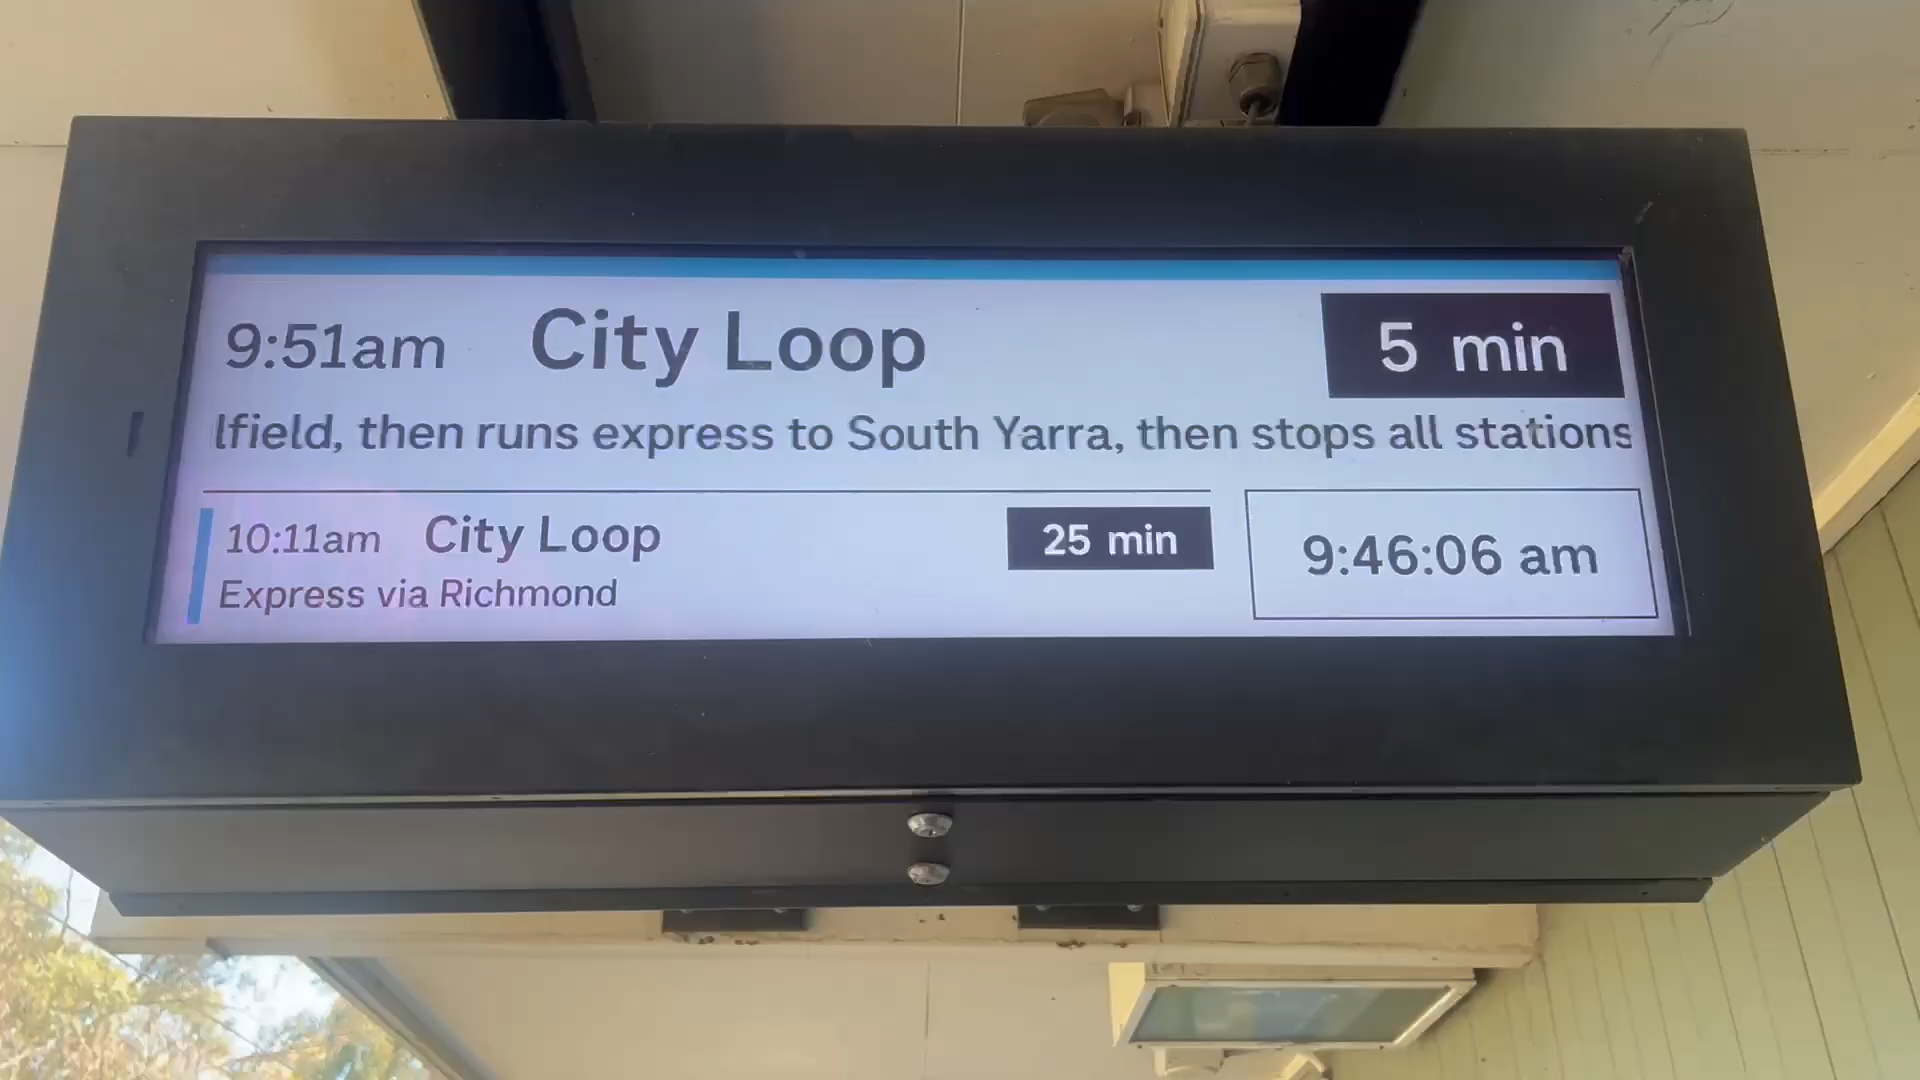 9:51am City Loop 5 min
lfield, then runs express to South Yarra, then stops all stations
10:11am City Loop 25 min
Express via Richmond
9:46:06 am